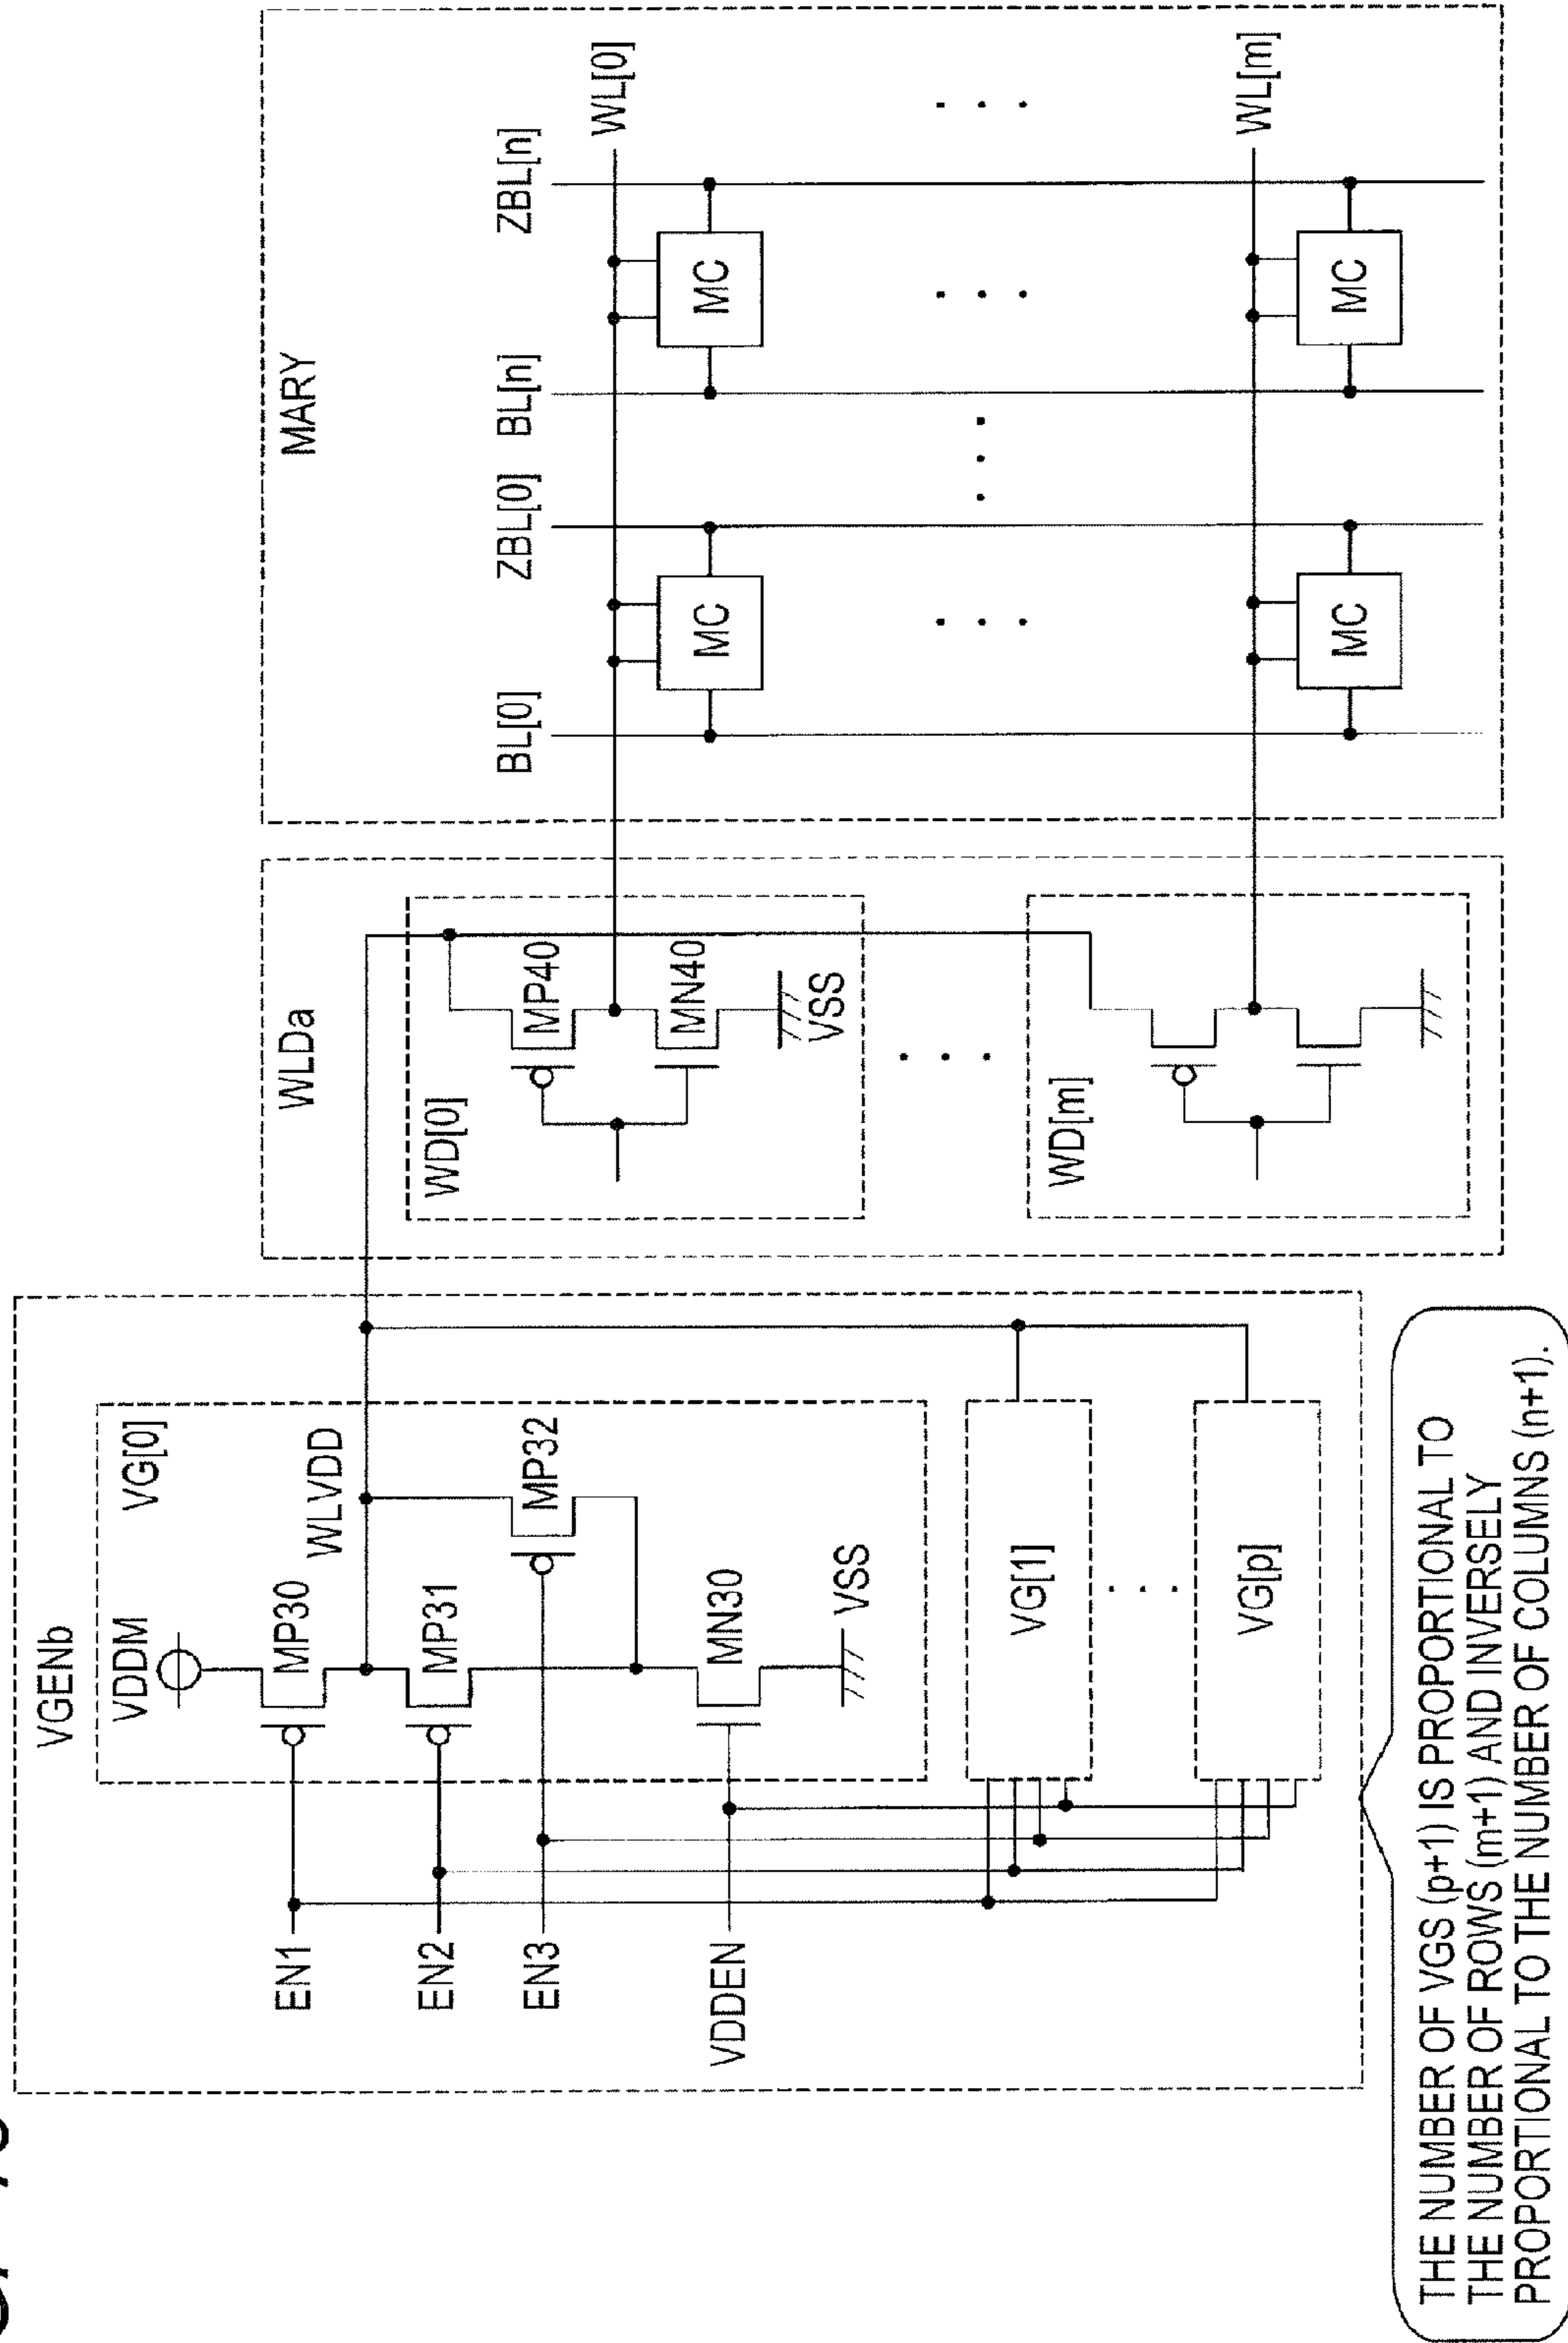 VGENb
VDDM
VG[0]
MP30
WLVDD
EN1
MP31
EN2
MP32
EN3
MN30
VDDEN
VSS
VG[1]
VG[p]
WLDa
WD[0]
MP40
MN40
VSS
WD[m]
MARY
BL[0]
ZBL[0]
BL[n]
ZBL[n]
WL[0]
MC
MC
WL[m]
MC
MC
THE NUMBER OF VGS (p+1) IS PROPORTIONAL TO
THE NUMBER OF ROWS (m+1) AND INVERSELY
PROPORTIONAL TO THE NUMBER OF COLUMNS (n+1).